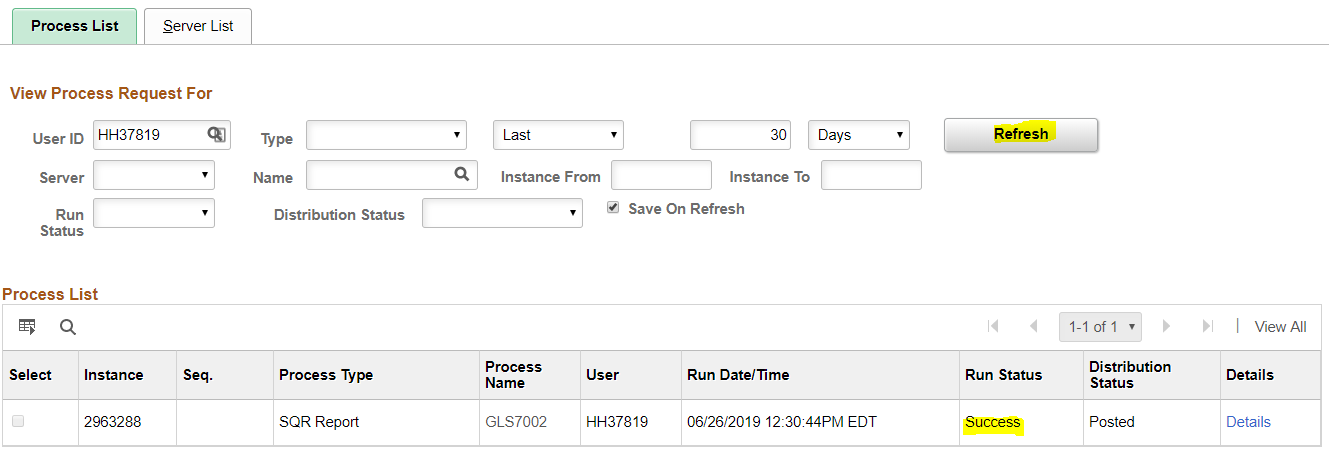 Process List
Server List
View Process Request For
User ID HH37819 Type Last 30 Days Refresh
Server Name Instance From Instance To
Run Status Distribution Status Save On Refresh
Process List
1-1 of 1 | View All
Select Instance Seq. Process Type Process Name User Run Date/Time Run Status Distribution Status Details
2963288 SQR Report GLS7002 HH37819 06/26/2019 12:30:44PM EDT Success Posted Details